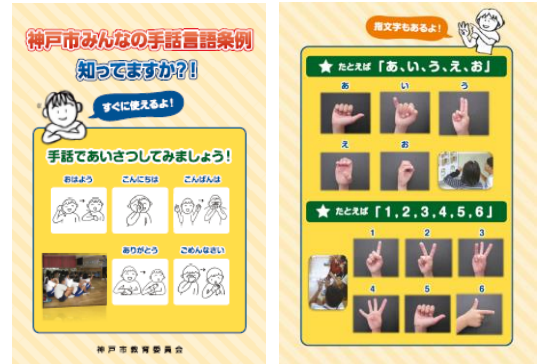 神戸市みんなの手話言語条例
知ってますか?!
すぐに使えるよ！
手話であいさつしてみましょう！
おはよう
こんにちは
こんばんは
ありがとう
ごめんなさい
神戸市教育委員会
指文字もあるよ！
★ たとえば「あ、い、う、え、お」
あ
い
う
え
お
★ たとえば「1,2,3,4,5,6」
1
2
3
4
5
6